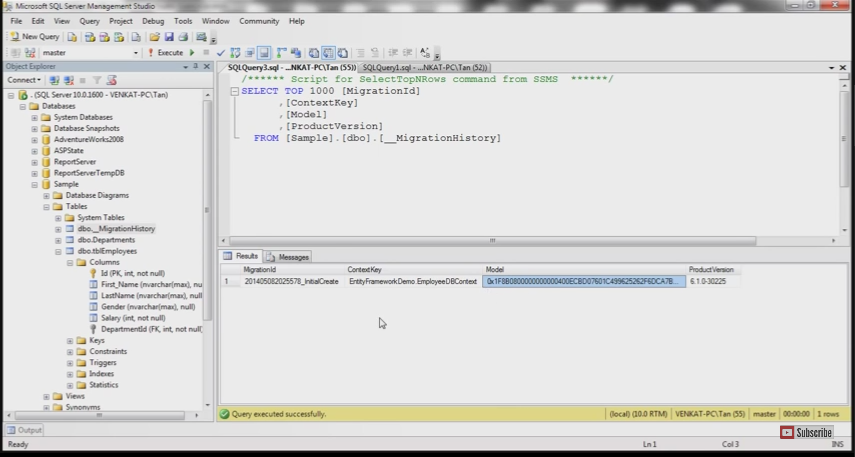 Microsoft SQL Server Management Studio
File Edit View Query Project Debug Tools Window Community Help
New Query
master Execute
Object Explorer
SQLQuery3.sql - ...NKAT-PC\Tan (55)) SQLQuery1.sql - ...NKAT-PC\Tan (52))
Connect
. (SQL Server 10.0.1600 - VENKAT-PC\Tan)
Databases
System Databases
Database Snapshots
AdventureWorks2008
ASPState
ReportServer
ReportServerTempDB
Sample
Database Diagrams
Tables
System Tables
dbo.__MigrationHistory
dbo.Departments
dbo.tblEmployees
Columns
Id (PK, int, not null)
First_Name (nvarchar(max), nu
LastName (nvarchar(max), null
Gender (nvarchar(max), null)
Salary (int, not null)
DepartmentId (FK, int, not null)
Keys
Constraints
Triggers
Indexes
Statistics
Views
Synonyms
/****** Script for SelectTopNRows command from SSMS ******/
SELECT TOP 1000 [MigrationId]
,[ContextKey]
,[Model]
,[ProductVersion]
FROM [Sample].[dbo].[__MigrationHistory]
Results Messages
MigrationId ContextKey Model ProductVersion
1 201405082025578_InitialCreate EntityFrameworkDemo.EmployeeDBContext 6.1.0-30225
Query executed successfully. (local) (10.0 RTM) VENKAT-PC\Tan (55) master 00:00:00 1 rows
Output
Subscribe
Ready Ln 1 Col 3 INS